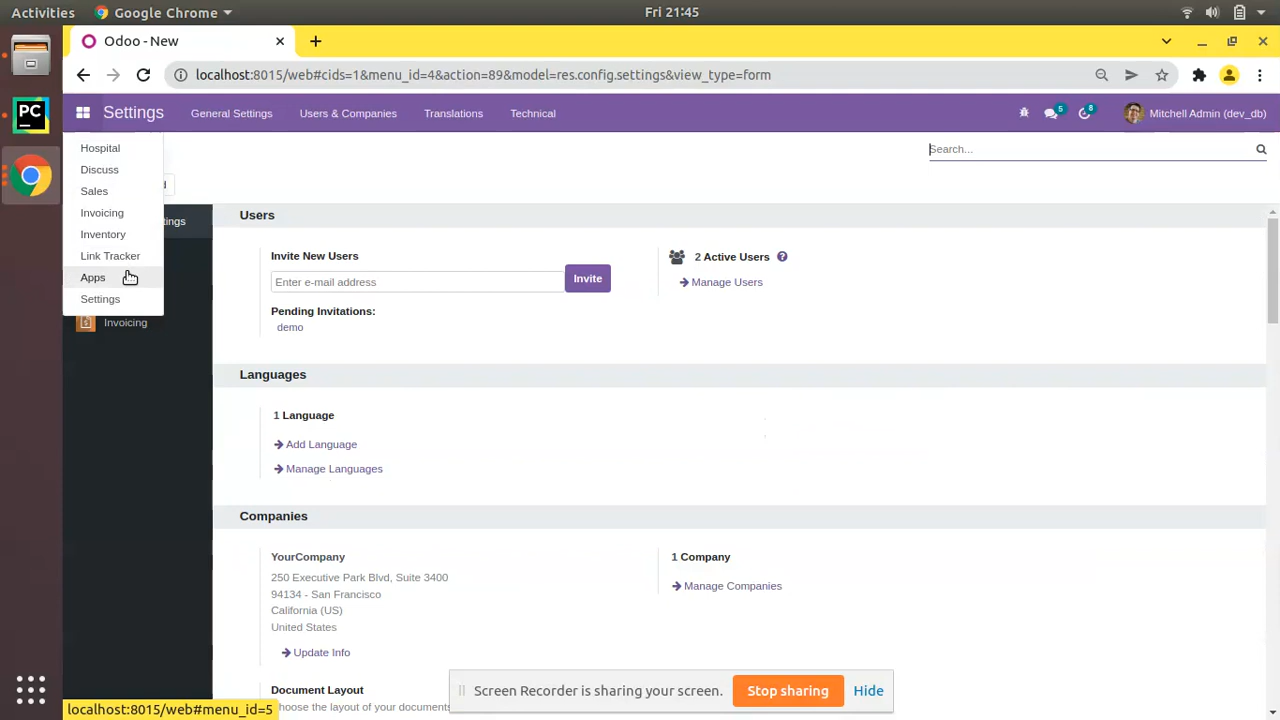 Activities
Google Chrome
Fri 21:45
PC
Odoo - New
localhost:8015/web#cids=1&menu_id=4&action=89&model=res.config.settings&view_type=form
Settings
General Settings
Users & Companies
Translations
Technical
5
8
Mitchell Admin (dev_db)
Hospital
Discuss
Sales
Invoicing
Inventory
Link Tracker
Apps
Settings
Invoicing
Search...
Users
Invite New Users
Enter e-mail address
Invite
Pending Invitations:
demo
2 Active Users
Manage Users
Languages
1 Language
Add Language
Manage Languages
Companies
YourCompany
250 Executive Park Blvd, Suite 3400
94134 - San Francisco
California (US)
United States
Update Info
1 Company
Manage Companies
Document Layout
Choose the layout of your documents
Screen Recorder is sharing your screen.
Stop sharing
Hide
localhost:8015/web#menu_id=5